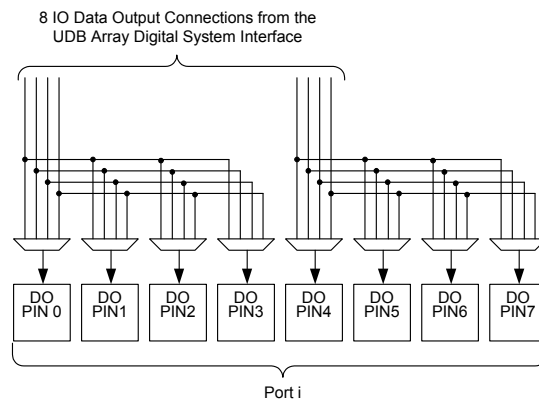 8 IO Data Output Connections from the
UDB Array Digital System Interface
DO
PIN 0
DO
PIN1
DO
PIN2
DO
PIN3
DO
PIN4
DO
PIN5
DO
PIN6
DO
PIN7
Port i